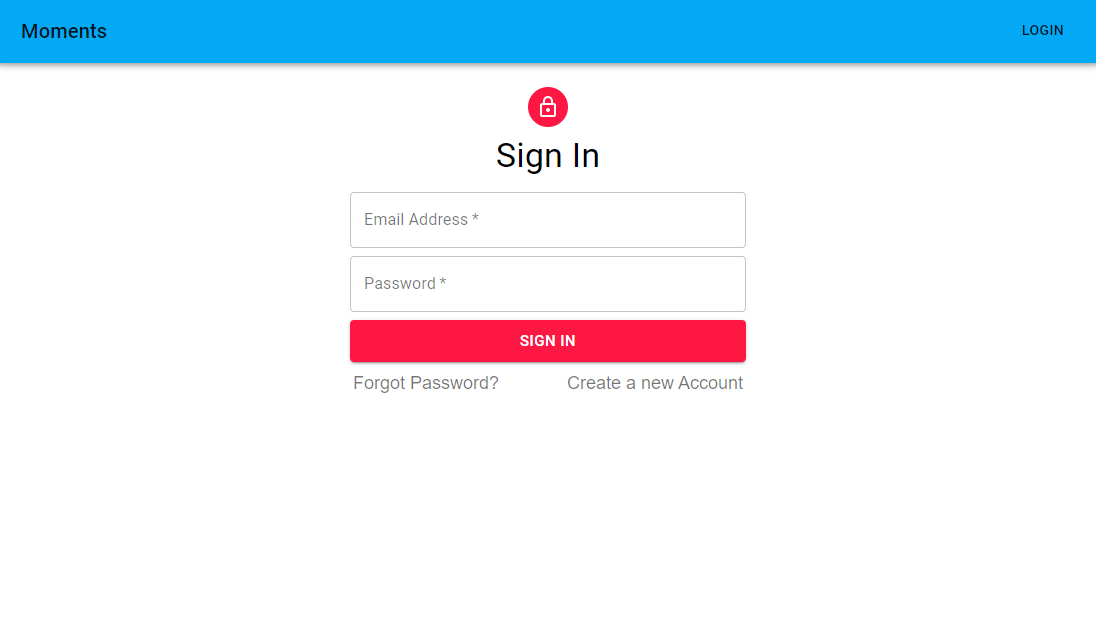 Moments
LOGIN
Sign In
Email Address *
Password *
SIGN IN
Forgot Password?
Create a new Account